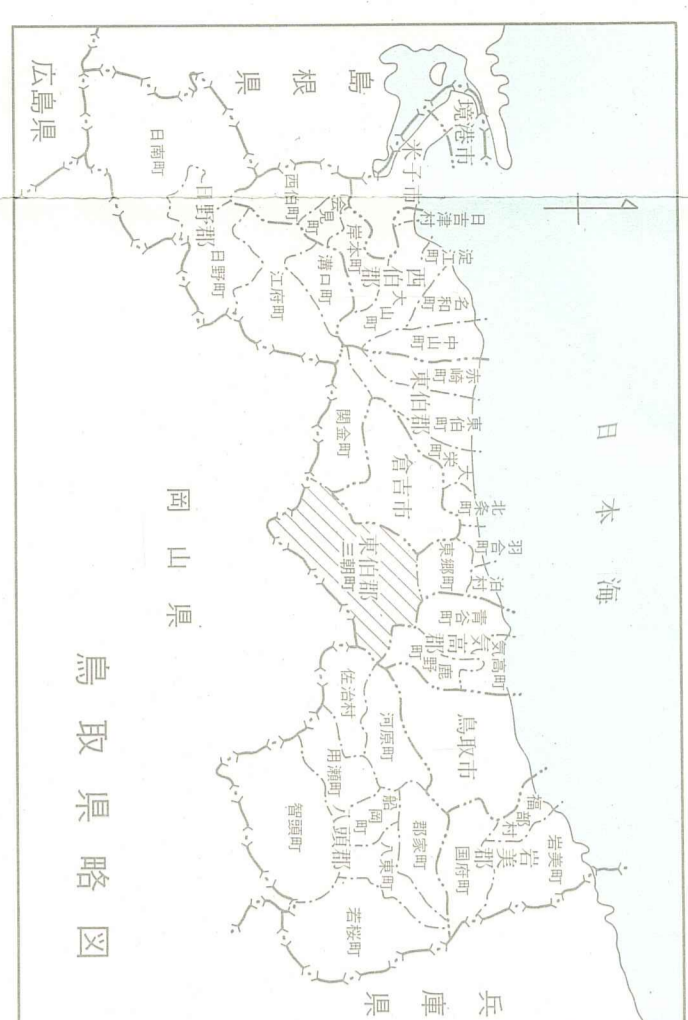 鳥取県略図
日本海
島根県
広島県
岡山県
兵庫県
境港市
米子市
日吉津村
淀江町
西伯郡
大山町
名和町
中山町
岸本町
会見町
西伯町
溝口町
日野郡
江府町
日野町
日南町
東伯郡
赤碕町
東伯町
大栄町
北条町
倉吉市
関金町
羽合町
泊村
東郷町
東伯郡
三朝町
気高郡
青谷町
気高町
鹿野町
鳥取市
佐治村
河原町
用瀬町
智頭町
八頭郡
船岡町
郡家町
八東町
若桜町
岩美郡
福部村
国府町
岩美町